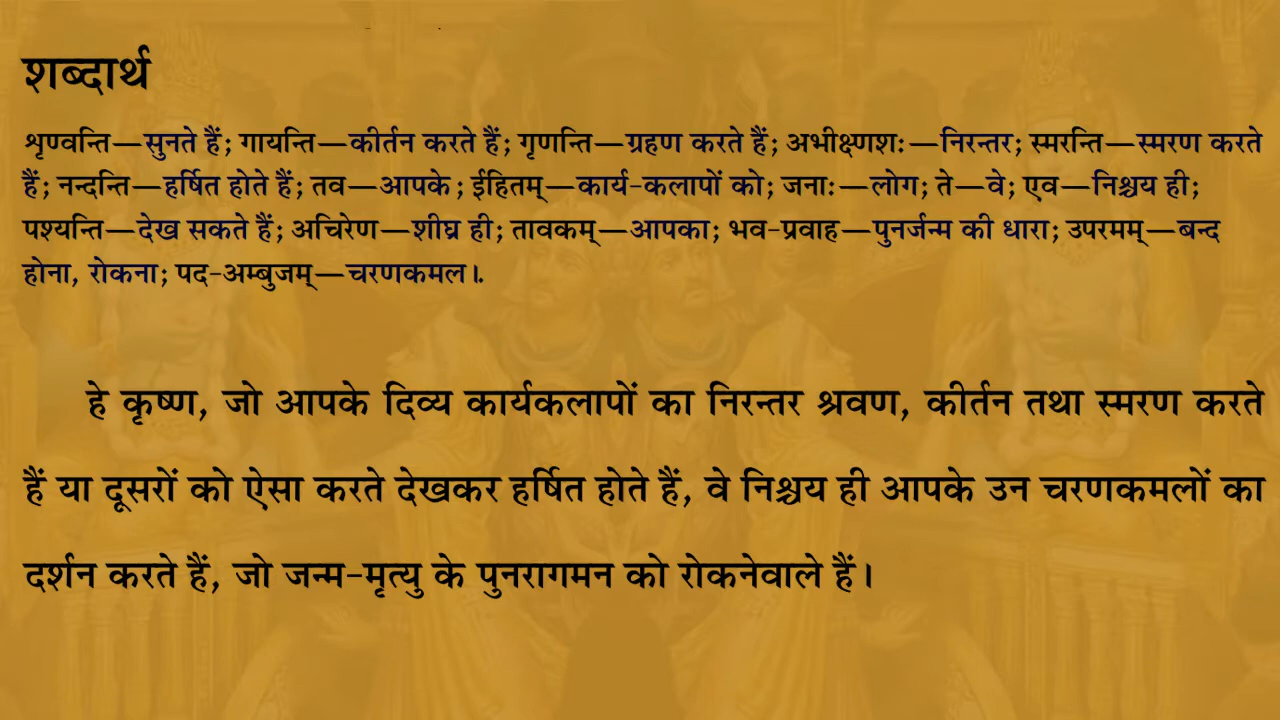 शब्दार्थ
शृण्वन्ति—सुनते हैं; गायन्ति—कीर्तन करते हैं; गृणन्ति—ग्रहण करते हैं; अभीक्ष्णशः—निरन्तर; स्मरन्ति—स्मरण करते
हैं; नन्दन्ति—हर्षित होते हैं; तव—आपके; ईहितम्—कार्य-कलापों को; जनाः—लोग; ते—वे; एव—निश्चय ही;
पश्यन्ति—देख सकते हैं; अचिरेण—शीघ्र ही; तावकम्—आपका; भव-प्रवाह—पुनर्जन्म की धारा; उपरमम्—बन्द
होना, रोकना; पद-अम्बुजम्—चरणकमल।.
हे कृष्ण, जो आपके दिव्य कार्यकलापों का निरन्तर श्रवण, कीर्तन तथा स्मरण करते
हैं या दूसरों को ऐसा करते देखकर हर्षित होते हैं, वे निश्चय ही आपके उन चरणकमलों का
दर्शन करते हैं, जो जन्म-मृत्यु के पुनरागमन को रोकनेवाले हैं।